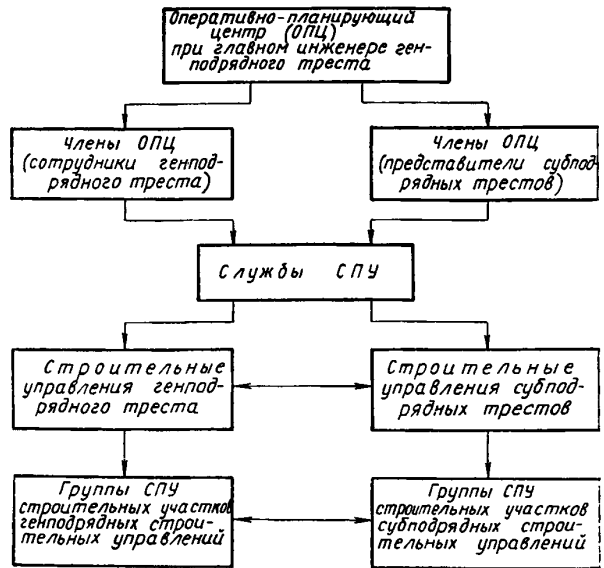 Оперативно-планирующий
центр (ОПЦ)
при главном инженере ген-
подрядного треста
Члены ОПЦ
(сотрудники генпод-
рядного треста)
Члены ОПЦ
(представители субпод-
рядных трестов)
Службы СПУ
Строительные
управления генпод-
рядного треста
Строительные
управления субпод-
рядных трестов
Группы СПУ
строительных участков
генподрядных строи-
тельных управлений
Группы СПУ
строительных участков
субподрядных строи-
тельных управлений